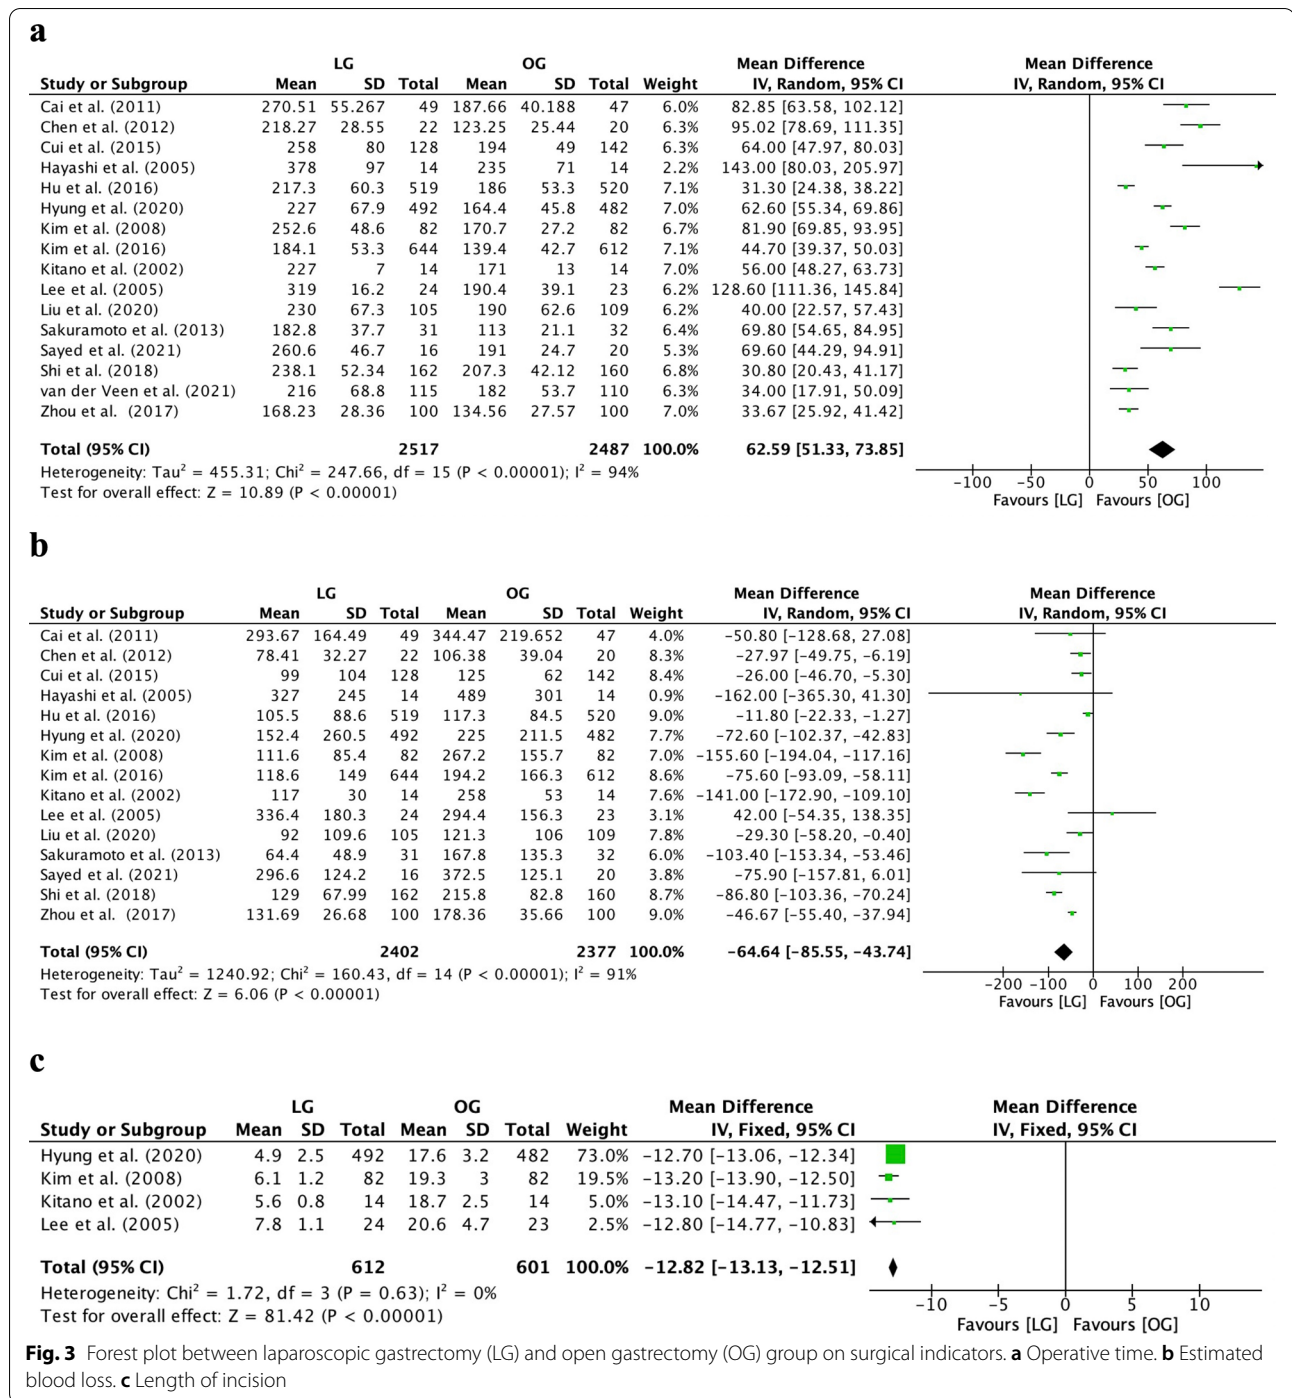 a
LG OG Mean Difference Mean Difference
Study or Subgroup Mean SD Total Mean SD Total Weight IV, Random, 95% CI IV, Random, 95% CI
Cai et al. (2011) 270.51 55.267 49 187.66 40.188 47 6.0% 82.85 [63.58, 102.12]
Chen et al. (2012) 218.27 28.55 22 123.25 25.44 20 6.3% 95.02 [78.69, 111.35]
Cui et al. (2015) 258 80 128 194 49 142 6.3% 64.00 [47.97, 80.03]
Hayashi et al. (2005) 378 97 14 235 71 14 2.2% 143.00 [80.03, 205.97]
Hu et al. (2016) 217.3 60.3 519 186 53.3 520 7.1% 31.30 [24.38, 38.22]
Hyung et al. (2020) 227 67.9 492 164.4 45.8 482 7.0% 62.60 [55.34, 69.86]
Kim et al. (2008) 252.6 48.6 82 170.7 27.2 82 6.7% 81.90 [69.85, 93.95]
Kim et al. (2016) 184.1 53.3 644 139.4 42.7 612 7.1% 44.70 [39.37, 50.03]
Kitano et al. (2002) 227 7 14 171 13 14 7.0% 56.00 [48.27, 63.73]
Lee et al. (2005) 319 16.2 24 190.4 39.1 23 6.2% 128.60 [111.36, 145.84]
Liu et al. (2020) 230 67.3 105 190 62.6 109 6.2% 40.00 [22.57, 57.43]
Sakuramoto et al. (2013) 182.8 37.7 31 113 21.1 32 6.4% 69.80 [54.65, 84.95]
Sayed et al. (2021) 260.6 46.7 16 191 24.7 20 5.3% 69.60 [44.29, 94.91]
Shi et al. (2018) 238.1 52.34 162 207.3 42.12 160 6.8% 30.80 [20.43, 41.17]
van der Veen et al. (2021) 216 68.8 115 182 53.7 110 6.3% 34.00 [17.91, 50.09]
Zhou et al. (2017) 168.23 28.36 100 134.56 27.57 100 7.0% 33.67 [25.92, 41.42]
Total (95% CI) 2517 2487 100.0% 62.59 [51.33, 73.85]
Heterogeneity: Tau² = 455.31; Chi² = 247.66, df = 15 (P < 0.00001); I² = 94%
Test for overall effect: Z = 10.89 (P < 0.00001)
−100 −50 0 50 100
Favours [LG] Favours [OG]
b
LG OG Mean Difference Mean Difference
Study or Subgroup Mean SD Total Mean SD Total Weight IV, Random, 95% CI IV, Random, 95% CI
Cai et al. (2011) 293.67 164.49 49 344.47 219.652 47 4.0% −50.80 [−128.68, 27.08]
Chen et al. (2012) 78.41 32.27 22 106.38 39.04 20 8.3% −27.97 [−49.75, −6.19]
Cui et al. (2015) 99 104 128 125 62 142 8.4% −26.00 [−46.70, −5.30]
Hayashi et al. (2005) 327 245 14 489 301 14 0.9% −162.00 [−365.30, 41.30]
Hu et al. (2016) 105.5 88.6 519 117.3 84.5 520 9.0% −11.80 [−22.33, −1.27]
Hyung et al. (2020) 152.4 260.5 492 225 211.5 482 7.7% −72.60 [−102.37, −42.83]
Kim et al. (2008) 111.6 85.4 82 267.2 155.7 82 7.0% −155.60 [−194.04, −117.16]
Kim et al. (2016) 118.6 149 644 194.2 166.3 612 8.6% −75.60 [−93.09, −58.11]
Kitano et al. (2002) 117 30 14 258 53 14 7.6% −141.00 [−172.90, −109.10]
Lee et al. (2005) 336.4 180.3 24 294.4 156.3 23 3.1% 42.00 [−54.35, 138.35]
Liu et al. (2020) 92 109.6 105 121.3 106 109 7.8% −29.30 [−58.20, −0.40]
Sakuramoto et al. (2013) 64.4 48.9 31 167.8 135.3 32 6.0% −103.40 [−153.34, −53.46]
Sayed et al. (2021) 296.6 124.2 16 372.5 125.1 20 3.8% −75.90 [−157.81, 6.01]
Shi et al. (2018) 129 67.99 162 215.8 82.8 160 8.7% −86.80 [−103.36, −70.24]
Zhou et al. (2017) 131.69 26.68 100 178.36 35.66 100 9.0% −46.67 [−55.40, −37.94]
Total (95% CI) 2402 2377 100.0% −64.64 [−85.55, −43.74]
Heterogeneity: Tau² = 1240.92; Chi² = 160.43, df = 14 (P < 0.00001); I² = 91%
Test for overall effect: Z = 6.06 (P < 0.00001)
−200 −100 0 100 200
Favours [LG] Favours [OG]
c
LG OG Mean Difference Mean Difference
Study or Subgroup Mean SD Total Mean SD Total Weight IV, Fixed, 95% CI IV, Fixed, 95% CI
Hyung et al. (2020) 4.9 2.5 492 17.6 3.2 482 73.0% −12.70 [−13.06, −12.34]
Kim et al. (2008) 6.1 1.2 82 19.3 3 82 19.5% −13.20 [−13.90, −12.50]
Kitano et al. (2002) 5.6 0.8 14 18.7 2.5 14 5.0% −13.10 [−14.47, −11.73]
Lee et al. (2005) 7.8 1.1 24 20.6 4.7 23 2.5% −12.80 [−14.77, −10.83]
Total (95% CI) 612 601 100.0% −12.82 [−13.13, −12.51]
Heterogeneity: Chi² = 1.72, df = 3 (P = 0.63); I² = 0%
Test for overall effect: Z = 81.42 (P < 0.00001)
−10 −5 0 5 10
Favours [LG] Favours [OG]
Fig. 3 Forest plot between laparoscopic gastrectomy (LG) and open gastrectomy (OG) group on surgical indicators. a Operative time. b Estimated
blood loss. c Length of incision